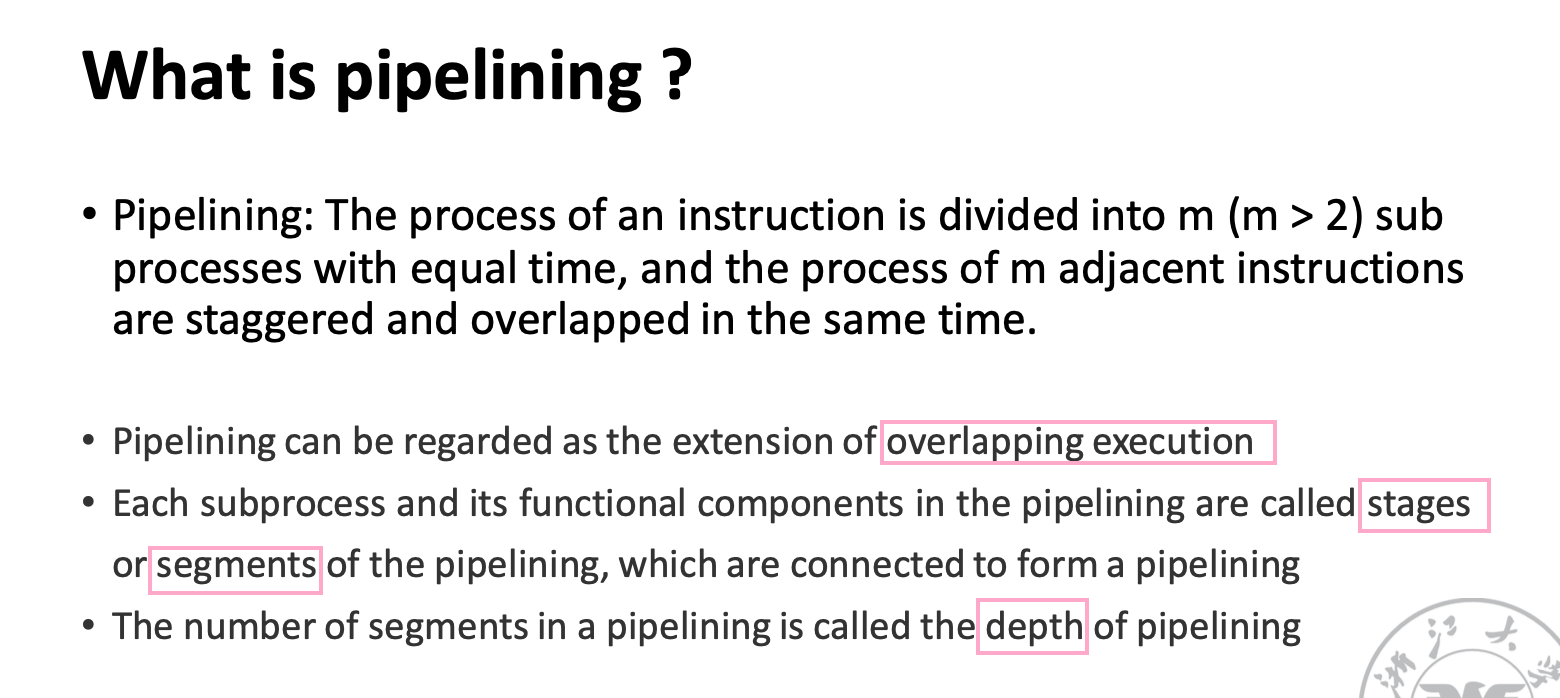 What is pipelining ?
• Pipelining: The process of an instruction is divided into m (m > 2) sub
processes with equal time, and the process of m adjacent instructions
are staggered and overlapped in the same time.
• Pipelining can be regarded as the extension of overlapping execution
• Each subprocess and its functional components in the pipelining are called stages
or segments of the pipelining, which are connected to form a pipelining
• The number of segments in a pipelining is called the depth of pipelining
浙江大学